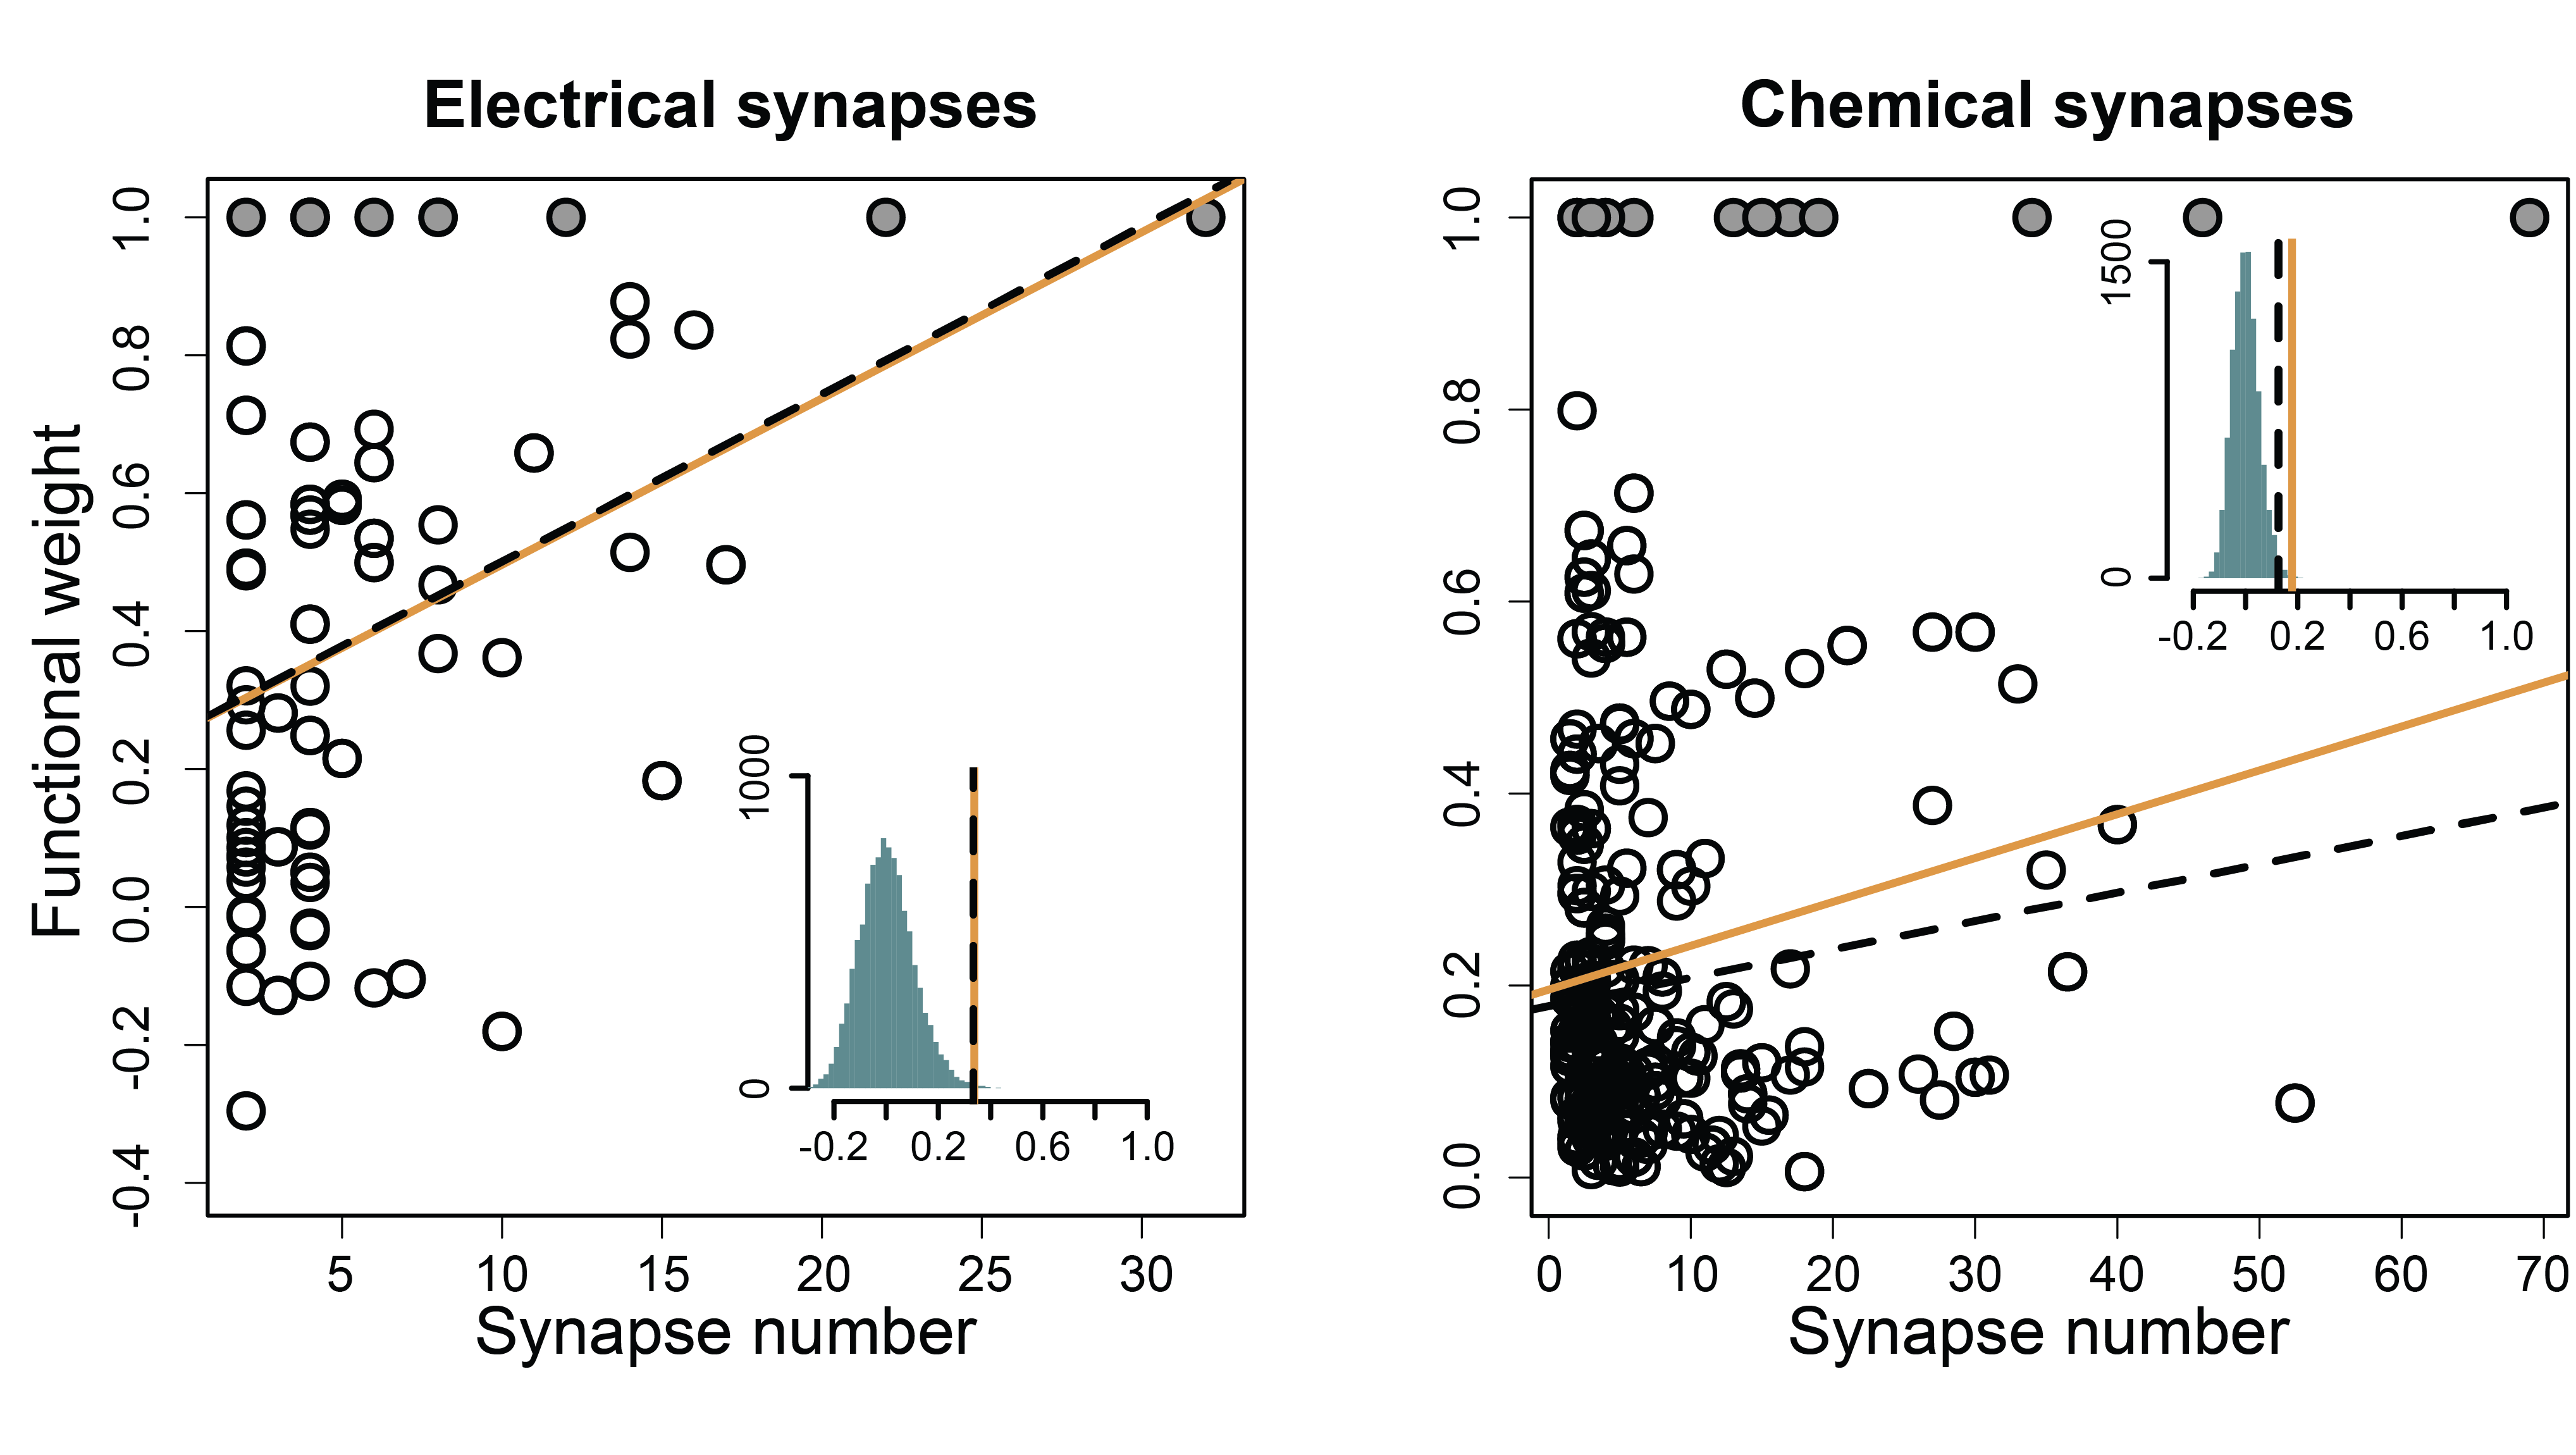 Electrical synapses
Functional weight
1.0
0.8
0.6
0.4
0.2
0.0
-0.2
-0.4
5 10 15 20 25 30
Synapse number
1000
0
-0.2 0.2 0.6 1.0
Chemical synapses
1.0
0.8
0.6
0.4
0.2
0.0
0 10 20 30 40 50 60 70
Synapse number
1500
0
-0.2 0.2 0.6 1.0